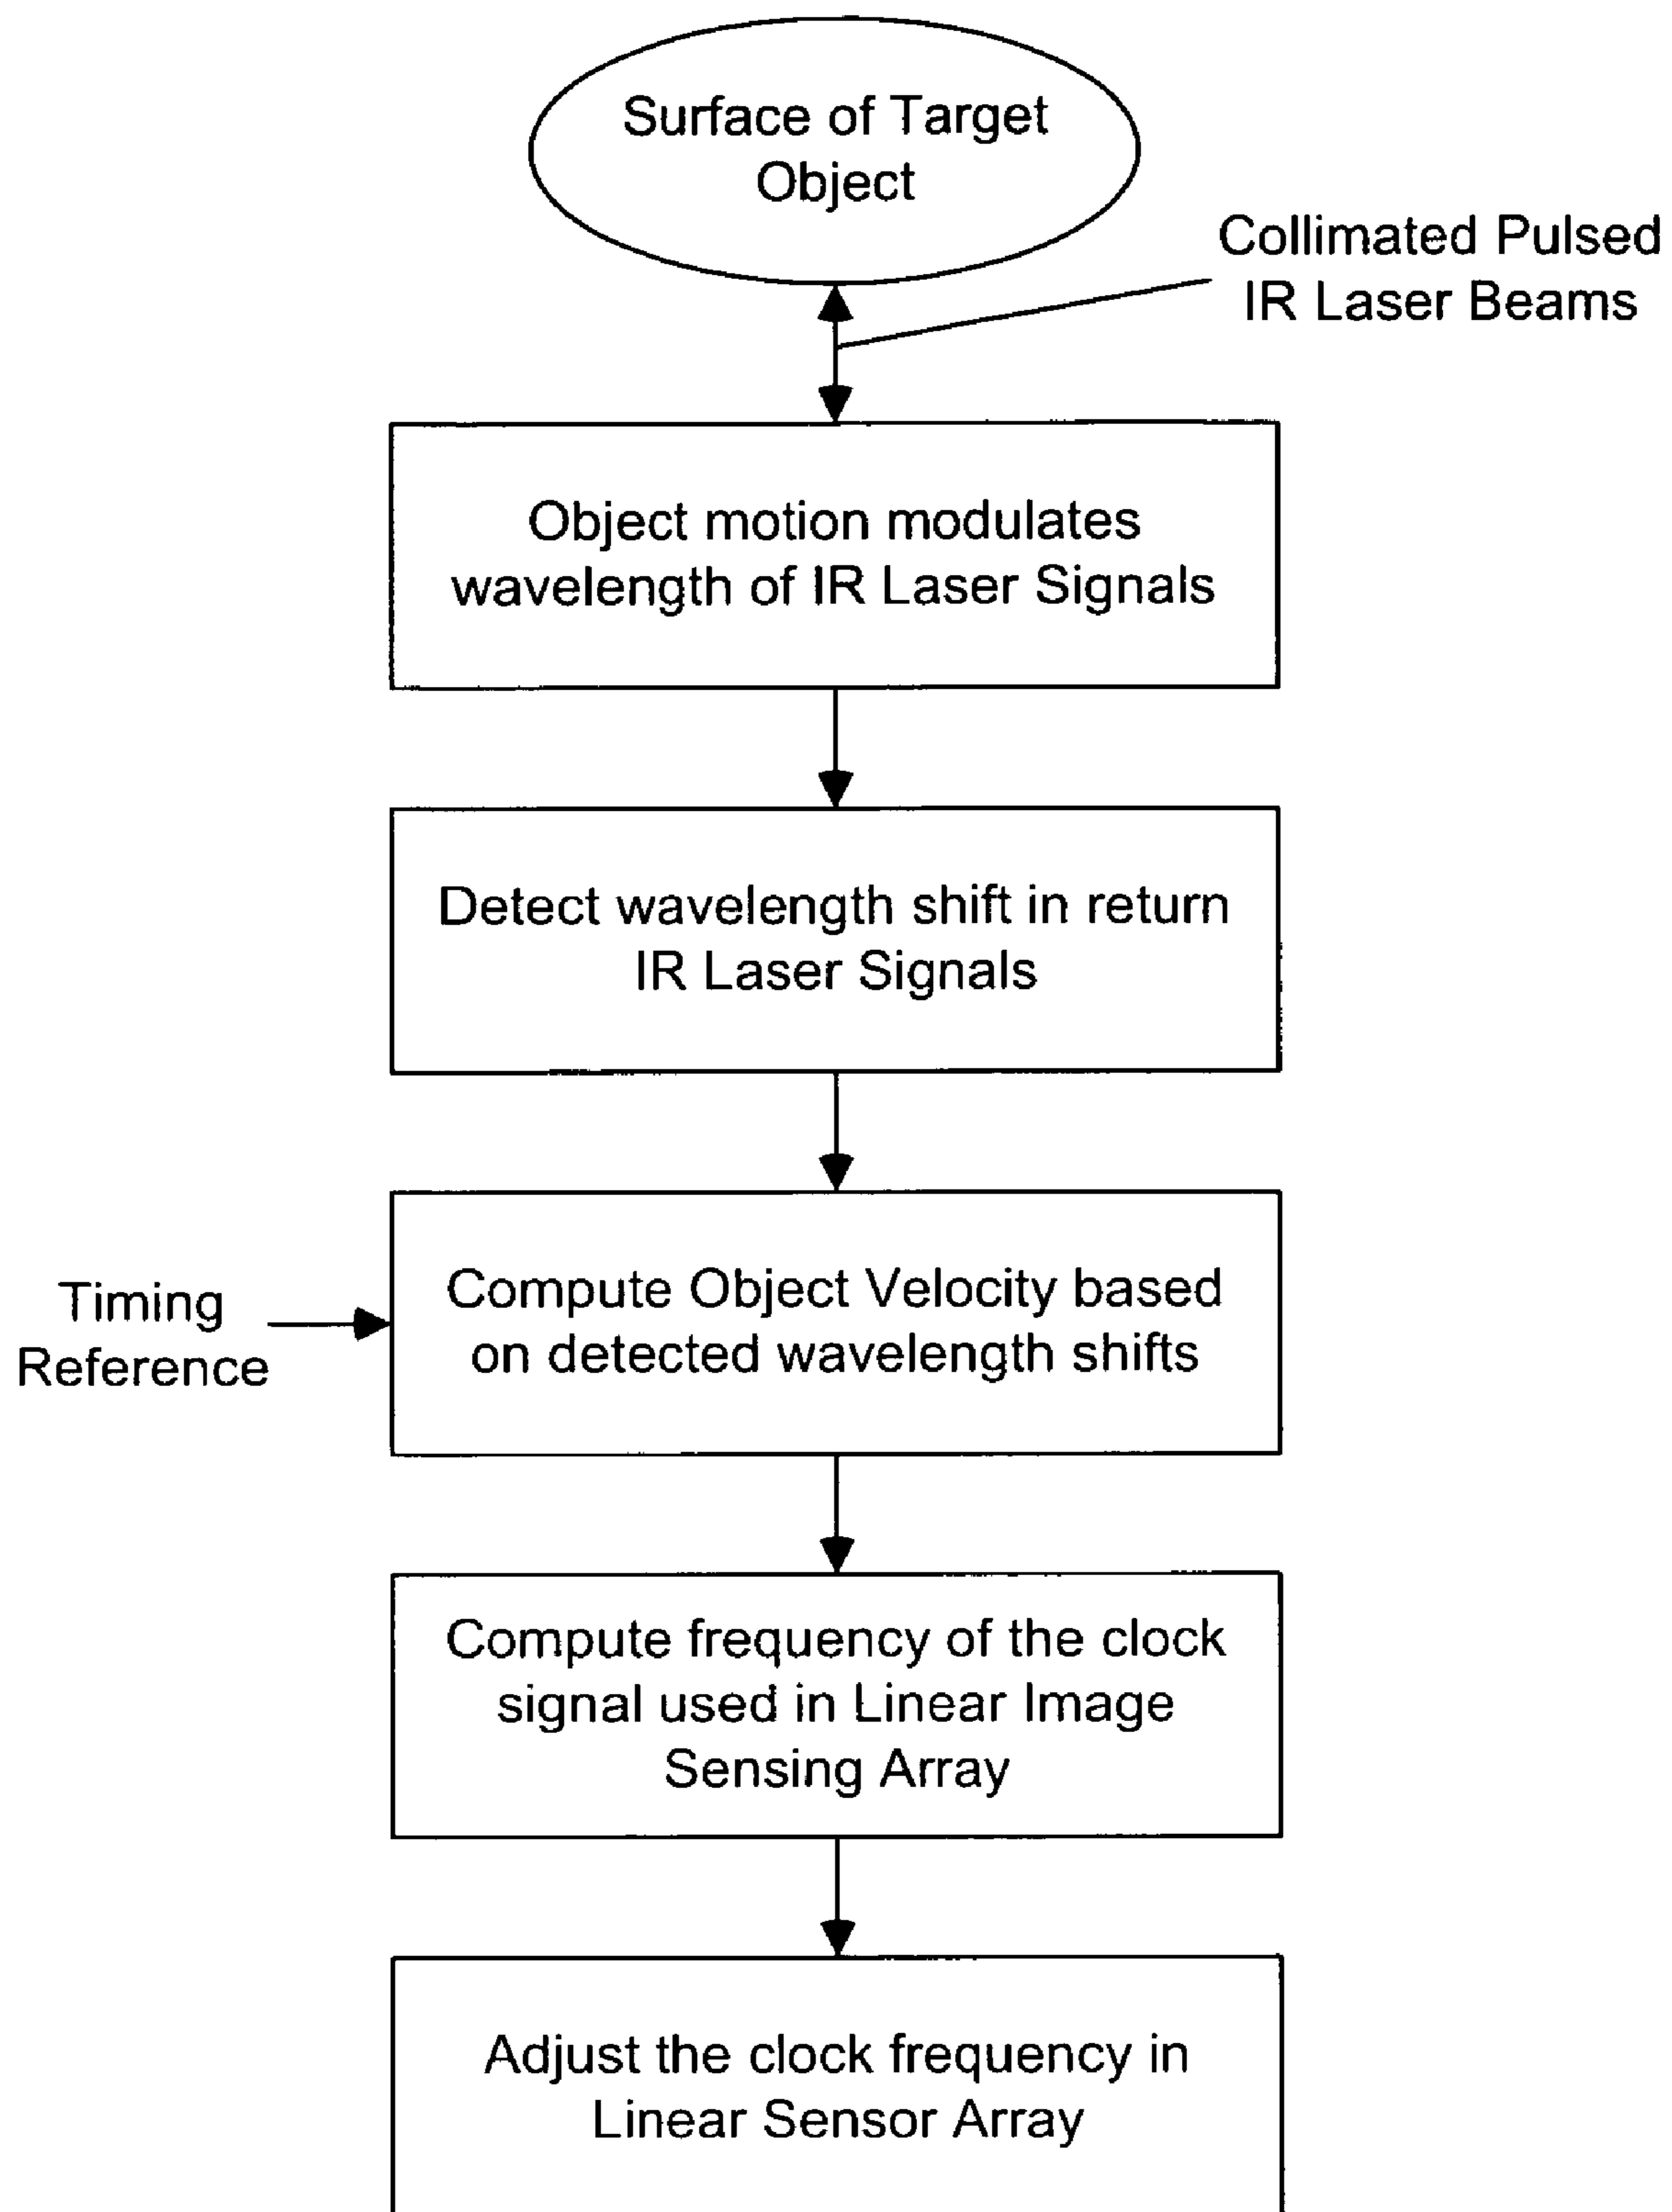 Surface of Target
Object
Collimated Pulsed
IR Laser Beams
Object motion modulates
wavelength of IR Laser Signals
Detect wavelength shift in return
IR Laser Signals
Timing
Reference
Compute Object Velocity based
on detected wavelength shifts
Compute frequency of the clock
signal used in Linear Image
Sensing Array
Adjust the clock frequency in
Linear Sensor Array